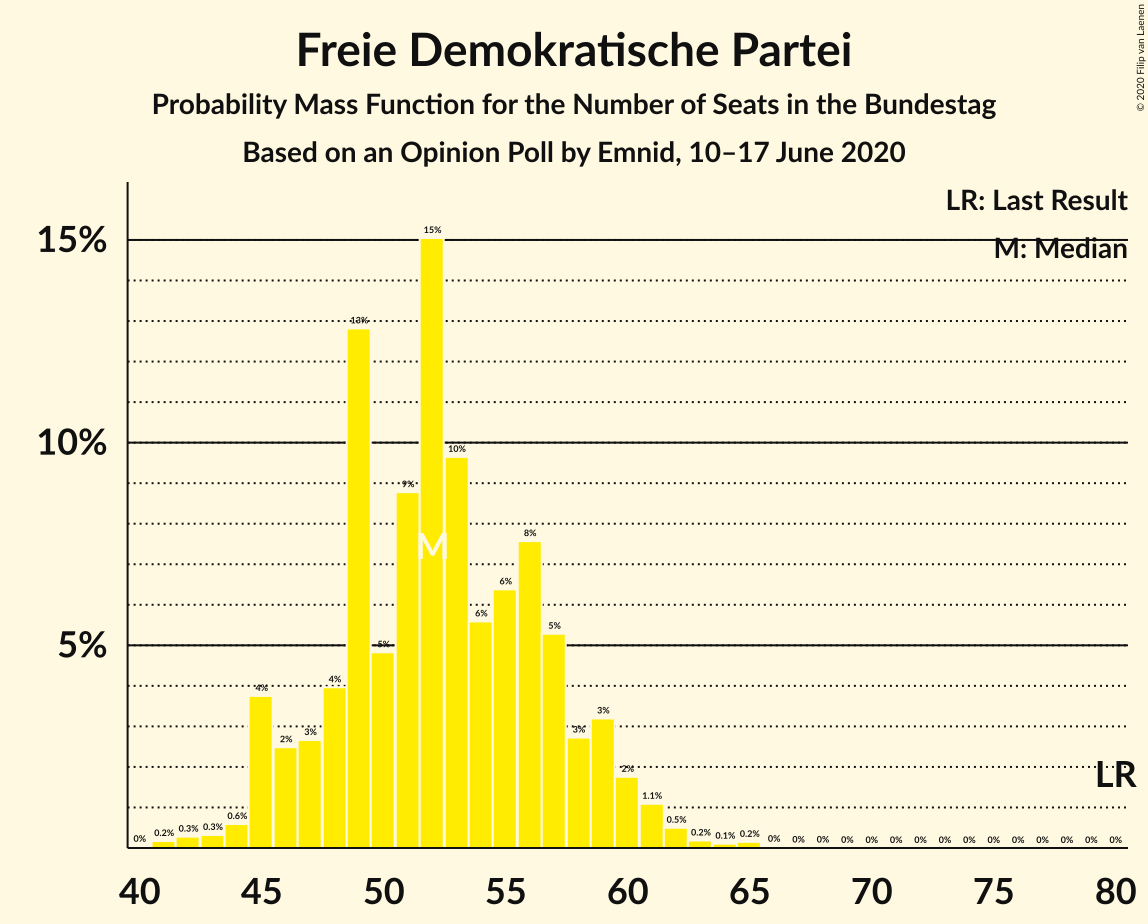 Freie Demokratische Partei
Probability Mass Function for the Number of Seats in the Bundestag
Based on an Opinion Poll by Emnid, 10–17 June 2020
© 2020 Filip van Laenen
LR: Last Result
M: Median
15%
10%
5%
0% 0.2% 0.3% 0.3% 0.6% 4% 2% 3% 4% 13% 5% 9% 15% 10% 6% 6% 8% 5% 3% 3% 2% 1.1% 0.5% 0.2% 0.1% 0.2% 0% 0% 0% 0% 0% 0% 0% 0% 0% 0% 0% 0% 0% 0% 0%
M
LR
40 45 50 55 60 65 70 75 80